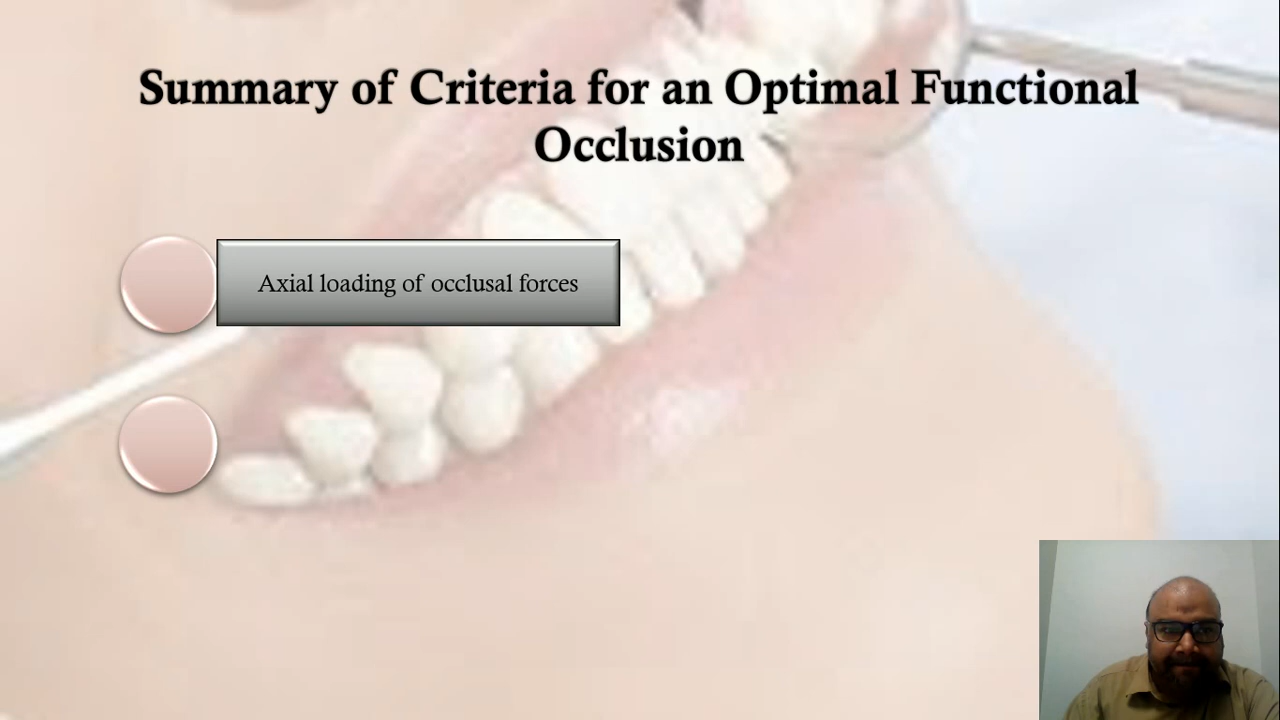 Summary of Criteria for an Optimal Functional
Occlusion
Axial loading of occlusal forces